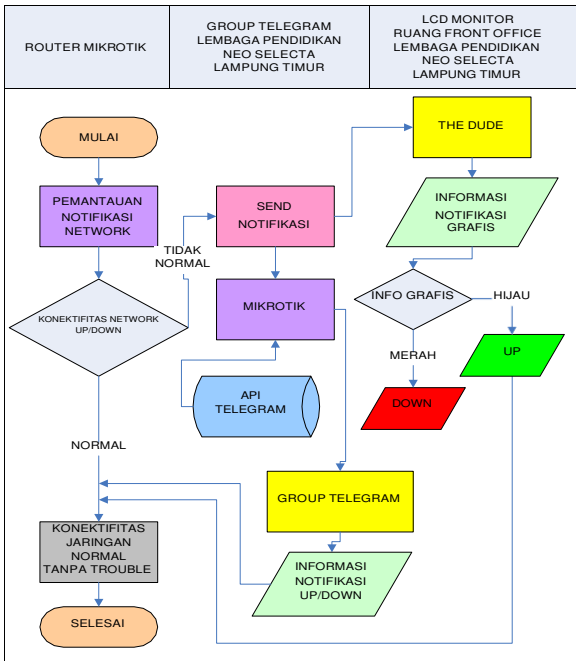 ROUTER MIKROTIK
GROUP TELEGRAM
LEMBAGA PENDIDIKAN
NEO SELECTA
LAMPUNG TIMUR
LCD MONITOR
RUANG FRONT OFFICE
LEMBAGA PENDIDIKAN
NEO SELECTA
LAMPUNG TIMUR
MULAI
PEMANTAUAN
NOTIFIKASI
NETWORK
TIDAK
NORMAL
KONEKTIFITAS NETWORK
UP/DOWN
NORMAL
KONEKTIFITAS
JARINGAN
NORMAL
TANPA TROUBLE
SELESAI
SEND
NOTIFIKASI
MIKROTIK
API
TELEGRAM
GROUP TELEGRAM
INFORMASI
NOTIFIKASI
UP/DOWN
THE DUDE
INFORMASI
NOTIFIKASI
GRAFIS
INFO GRAFIS
HIJAU
MERAH
UP
DOWN